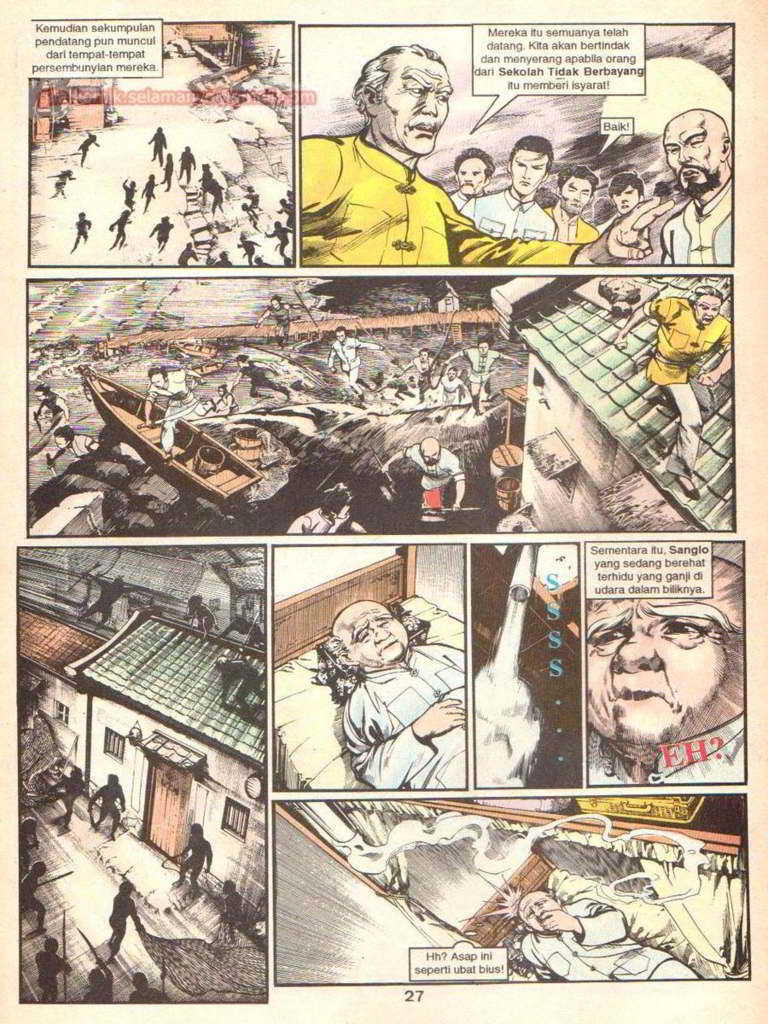 Kemudian sekumpulan
pendatang pun muncul
dari tempat-tempat
persembunyian mereka.
Mereka itu semuanya telah
datang. Kita akan bertindak
dan menyerang apabila orang
dari Sekolah Tidak Berbayang
itu memberi isyarat!
Baik!
SSSS...
Sementara itu, Sanglo
yang sedang berehat
terhidu yang ganji di
udara dalam biliknya.
EH?
Hh? Asap ini
seperti ubat bius!
27